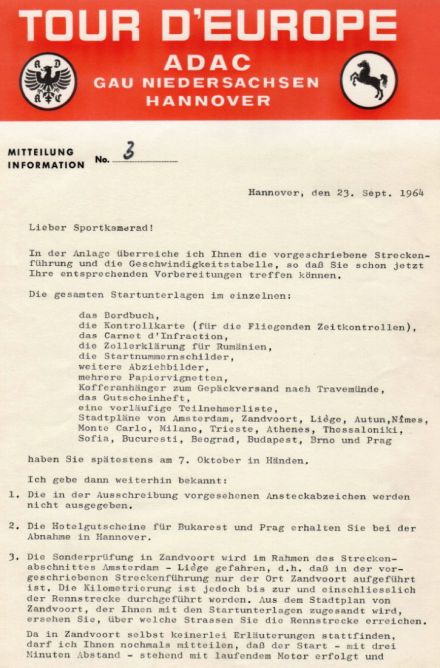 TOUR D'EUROPE
ADAC
GAU NIEDERSACHSEN
HANNOVER
ADAC
MITTEILUNG
INFORMATION No. 3
Hannover, den 23. Sept. 1964
Lieber Sportkamerad!
In der Anlage überreiche ich Ihnen die vorgeschriebene Strecken-
führung und die Geschwindigkeitstabelle, so daß Sie schon jetzt
Ihre entsprechenden Vorbereitungen treffen können.
Die gesamten Startunterlagen im einzelnen:
das Bordbuch,
die Kontrollkarte (für die Fliegenden Zeitkontrollen),
das Carnet d'Infraction,
die Zollerklärung für Rumänien,
die Startnummernschilder,
weitere Abziehbilder,
mehrere Papiervignetten,
Kofferanhänger zum Gepäckversand nach Travemünde,
das Gutscheinheft,
eine vorläufige Teilnehmerliste,
Stadtpläne von Amsterdam, Zandvoort, Liège, Autun,Nîmes,
Monte Carlo, Milano, Trieste, Athenes, Thossaloniki,
Sofia, Bucuresti, Beograd, Budapest, Brno und Prag
haben Sie spätostens am 7. Oktober in Händen.
Ich gebe dann weiterhin bekannt:
1. Die in der Ausschreibung vorgesehenen Ansteckabzeichen werden
nicht ausgegeben.
2. Die Hotelgutscheine für Bukarest und Prag erhalten Sie bei der
Abnahme in Hannover.
3. Die Sonderprüfung in Zandvoort wird im Rahmen des Strecken-
abschnittes Amsterdam - Liège gefahren, d.h. daß in der vor-
geschriebenen Streckenführung nur der Ort Zandvoort aufgeführt
ist. Die Kilometrierung ist jedoch bis zur und einschliesslich
der Rennstrecke durchgeführt worden. Aus dem Stadtplan von
Zandvoort, der Ihnen mit den Startunterlagen zugesandt wird,
ersehen Sie, über welche Strassen Sie die Rennstrecke erreichen.
Da in Zandvoort selbst keinerlei Erläuterungen stattfinden,
darf ich Ihnen nochmals mitteilen, daß der Start - mit drei
Minuten Abstand - stehend mit laufendem Motor erfolgt und